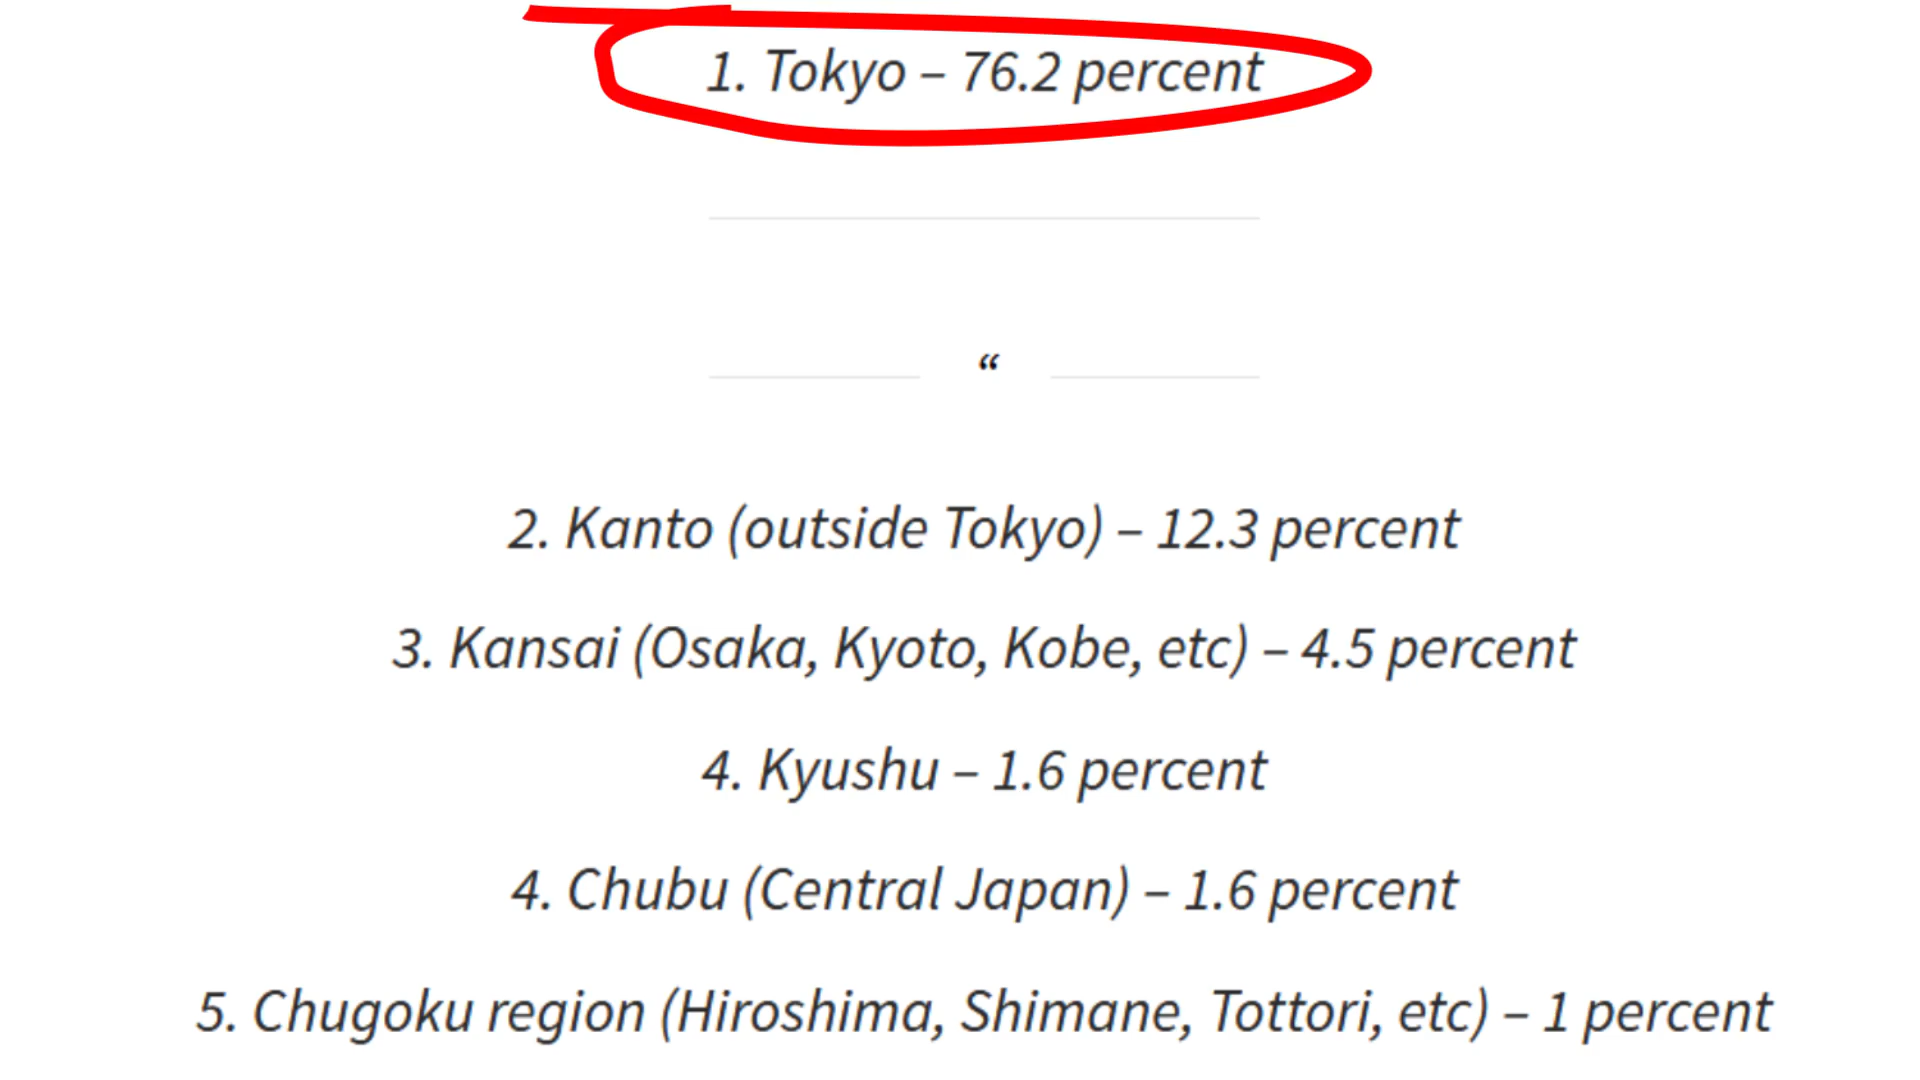 1. Tokyo – 76.2 percent
“
2. Kanto (outside Tokyo) – 12.3 percent
3. Kansai (Osaka, Kyoto, Kobe, etc) – 4.5 percent
4. Kyushu – 1.6 percent
4. Chubu (Central Japan) – 1.6 percent
5. Chugoku region (Hiroshima, Shimane, Tottori, etc) – 1 percent